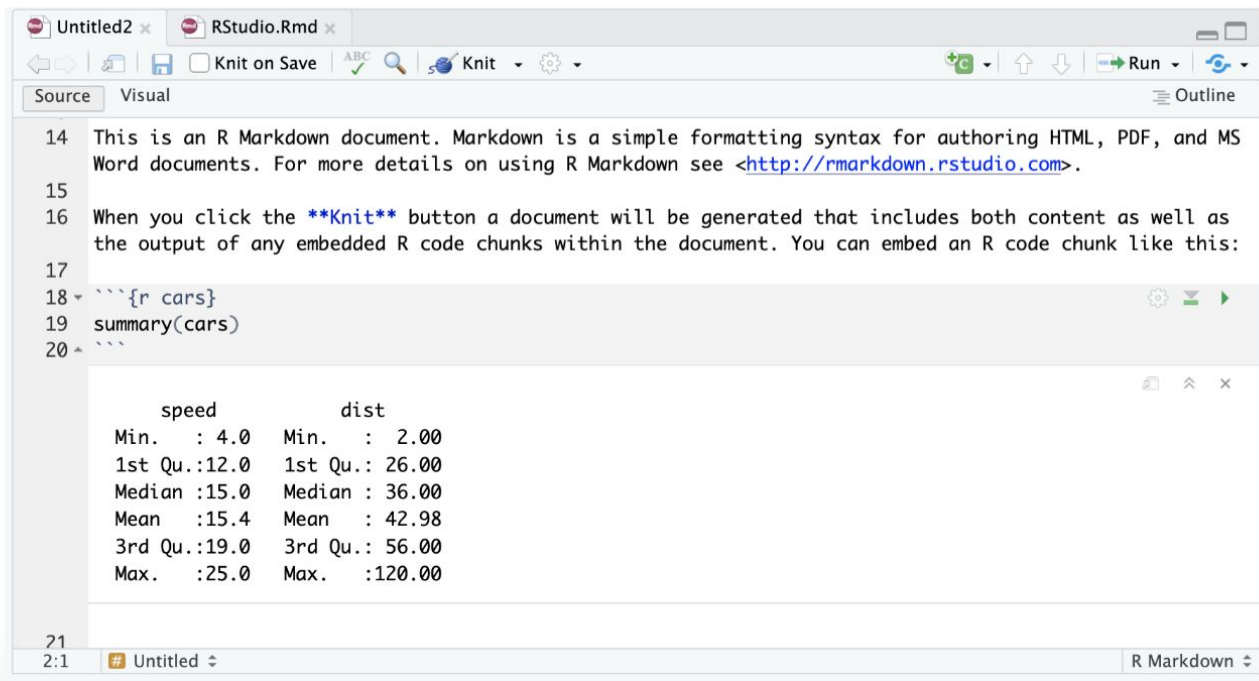 Untitled2 RStudio.Rmd
Knit on Save ABC Knit Run
Source Visual Outline
14 This is an R Markdown document. Markdown is a simple formatting syntax for authoring HTML, PDF, and MS
Word documents. For more details on using R Markdown see <http://rmarkdown.rstudio.com>.
15
16 When you click the **Knit** button a document will be generated that includes both content as well as
the output of any embedded R code chunks within the document. You can embed an R code chunk like this:
17
18 ```{r cars}
19 summary(cars)
20 ```
speed dist
Min. : 4.0 Min. : 2.00
1st Qu.:12.0 1st Qu.: 26.00
Median :15.0 Median : 36.00
Mean :15.4 Mean : 42.98
3rd Qu.:19.0 3rd Qu.: 56.00
Max. :25.0 Max. :120.00
21
2:1 # Untitled R Markdown